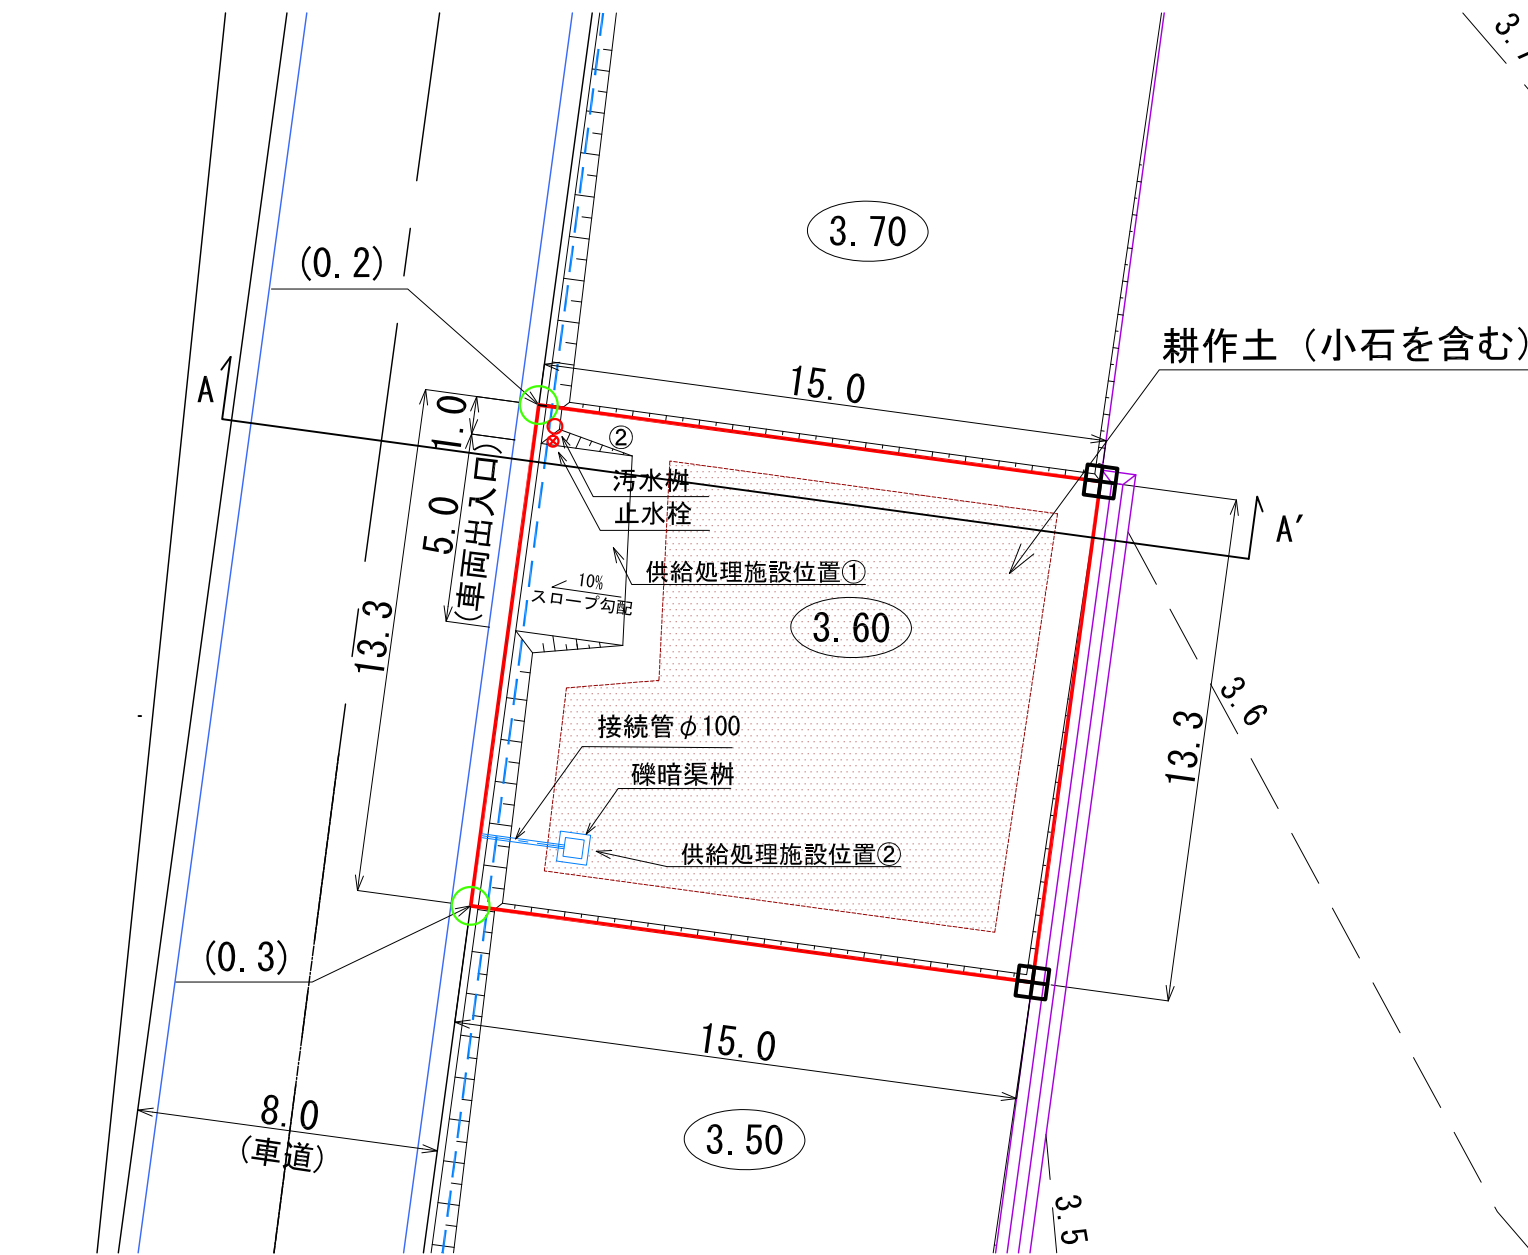 3.7
3.70
(0.2)
耕作土（小石を含む）
15.0
A
1.0
②
汚水桝
止水栓
5.0
(車両出入口)
A′
供給処理施設位置①
10%
スロープ勾配
3.60
13.3
3.6
接続管φ100
13.3
礫暗渠桝
供給処理施設位置②
(0.3)
15.0
8.0
(車道)
3.50
3.5